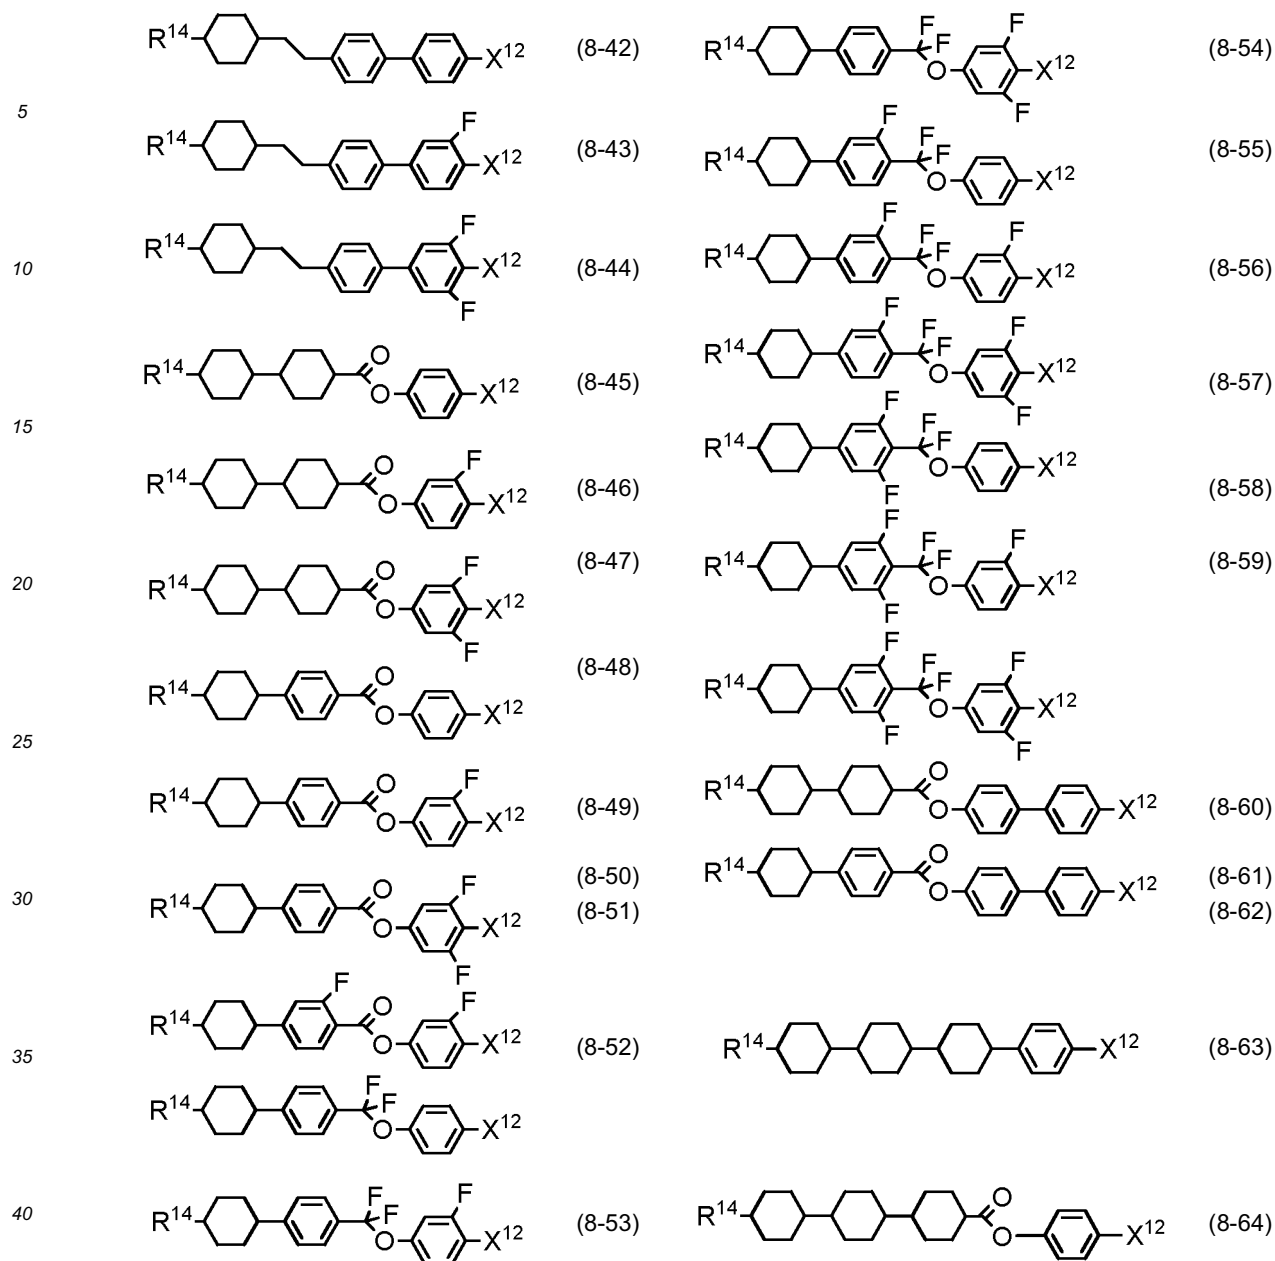 R¹⁴ X¹² (8-42)
5
F
R¹⁴ X¹² (8-43)
F
10 R¹⁴ X¹² (8-44)
F
O
R¹⁴ O X¹² (8-45)
15
O F
R¹⁴ O X¹² (8-46)
(8-47)
O F
20 R¹⁴ O X¹²
F
(8-48)
O
R¹⁴ O X¹²
25
O F
R¹⁴ O X¹² (8-49)
(8-50)
O F
30 R¹⁴ O X¹² (8-51)
F
F O F
R¹⁴ O X¹² (8-52)
35
F F
R¹⁴ O X¹²
F F F
40 R¹⁴ O X¹² (8-53)
F F F
R¹⁴ O X¹² (8-54)
F
F F F
R¹⁴ O X¹² (8-55)
F F F F
R¹⁴ O X¹² (8-56)
F F F F
R¹⁴ O X¹² (8-57)
F
F F F
R¹⁴ O X¹² (8-58)
F
F F F F
R¹⁴ O X¹² (8-59)
F
F F F F
R¹⁴ O X¹²
F F
O
R¹⁴ O X¹² (8-60)
O
R¹⁴ O X¹² (8-61)
(8-62)
R¹⁴ X¹² (8-63)
O
R¹⁴ O X¹² (8-64)